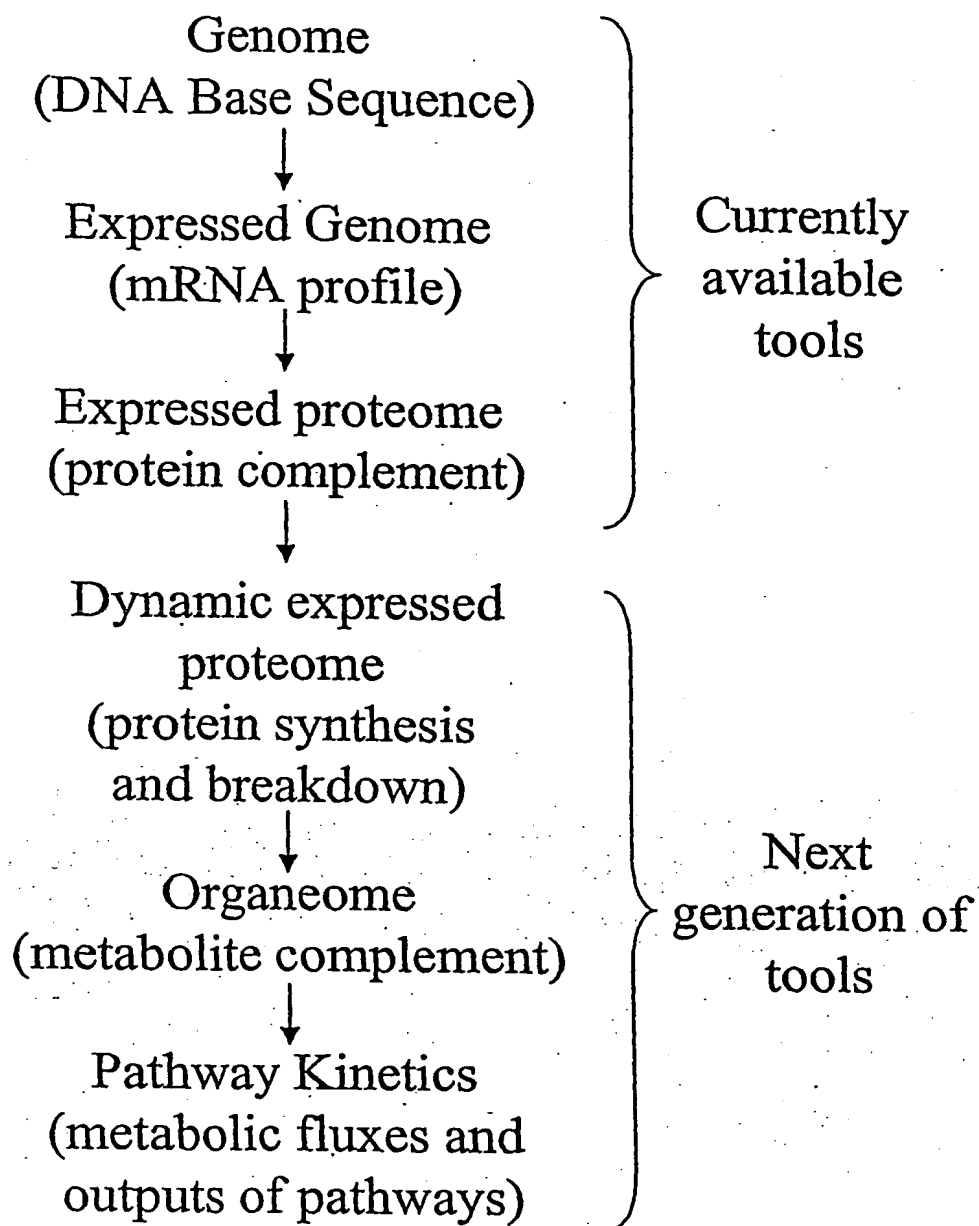 Genome
(DNA Base Sequence)
Expressed Genome
(mRNA profile)
Expressed proteome
(protein complement)
Currently
available
tools
Dynamic expressed
proteome
(protein synthesis
and breakdown)
Organeome
(metabolite complement)
Pathway Kinetics
(metabolic fluxes and
outputs of pathways)
Next
generation of
tools